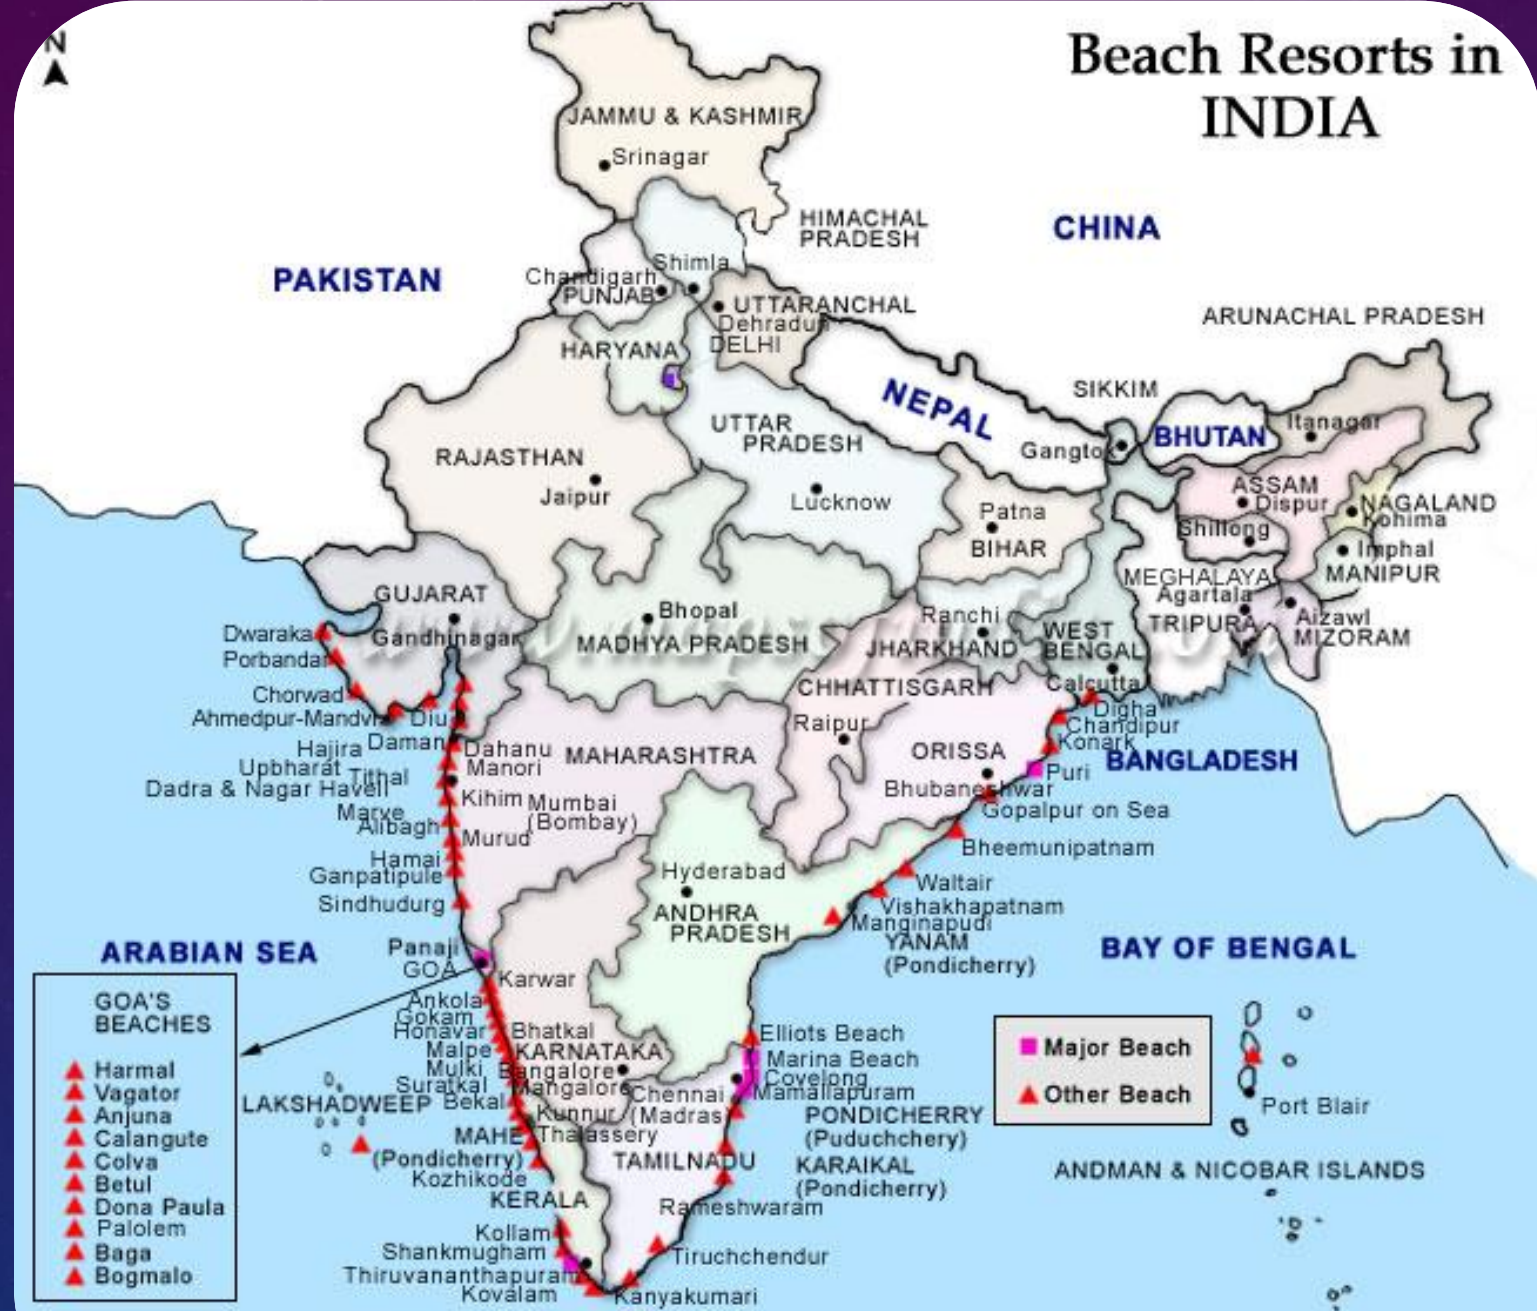 N
Beach Resorts in
INDIA
JAMMU & KASHMIR
Srinagar
HIMACHAL
PRADESH
CHINA
PAKISTAN
Shimla
Chandigarh
PUNJAB
UTTARANCHAL
Dehradun
DELHI
HARYANA
ARUNACHAL PRADESH
NEPAL
SIKKIM
Gangtok
BHUTAN
Itanagar
RAJASTHAN
Jaipur
UTTAR
PRADESH
Lucknow
Patna
BIHAR
ASSAM
Dispur
NAGALAND
Kohima
Shillong
Imphal
MANIPUR
MEGHALAYA
Agartala
TRIPURA
Aizawl
MIZORAM
GUJARAT
Gandhinagar
Bhopal
MADHYA PRADESH
Ranchi
JHARKHAND
WEST
BENGAL
Calcutta
Dwaraka
Porbandar
Chorwad
Ahmedpur-Mandvi
Diu
CHHATTISGARH
Raipur
Digha
Chandipur
Konark
BANGLADESH
Hajira
Daman
Dahanu
Upbharat
Tithal
Manori
MAHARASHTRA
Dadra & Nagar Havell
ORISSA
Bhubaneshwar
Puri
Gopalpur on Sea
Marve
Kihim
Mumbai
(Bombay)
Alibagh
Murud
Hamai
Ganpatipule
Sindhudurg
Bheemunipatnam
Hyderabad
ANDHRA
PRADESH
Waltair
Vishakhapatnam
Manginapudi
YANAM
(Pondicherry)
ARABIAN SEA
BAY OF BENGAL
Panaji
GOA
Karwar
GOA'S
BEACHES
Harmal
Vagator
Anjuna
Calangute
Colva
Betul
Dona Paula
Palolem
Baga
Bogmalo
Ankola
Gokam
Honavar
Bhatkal
Malpe
KARNATAKA
Mulki
Bangalore
Suratkal
Mangalore
LAKSHADWEEP
Bekal
Kunnur
Chennai
(Madras)
Elliots Beach
Marina Beach
Covelong
Mamallapuram
Major Beach
Other Beach
Port Blair
MAHE
(Pondicherry)
Thalassery
PONDICHERRY
(Puduchchery)
TAMILNADU
KARAIKAL
(Pondicherry)
ANDMAN & NICOBAR ISLANDS
Kozhikode
KERALA
Rameshwaram
Kollam
Shankmugham
Tiruchchendur
Thiruvananthapuram
Kovalam
Kanyakumari